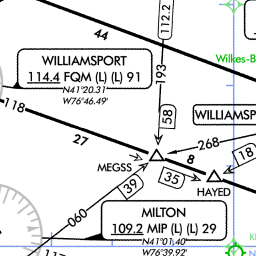 112.2
44
Wilkes-B
WILLIAMSPORT
114.4 FQM (L) (L) 91
N41°20.31'
W76°46.49'
193
118
58
WILLIAMSP
27
268
8
18
MEGSS
39
35
HAYED
060
MILTON
109.2 MIP (L) (L) 29
N41°01.40'
W76°39.92'